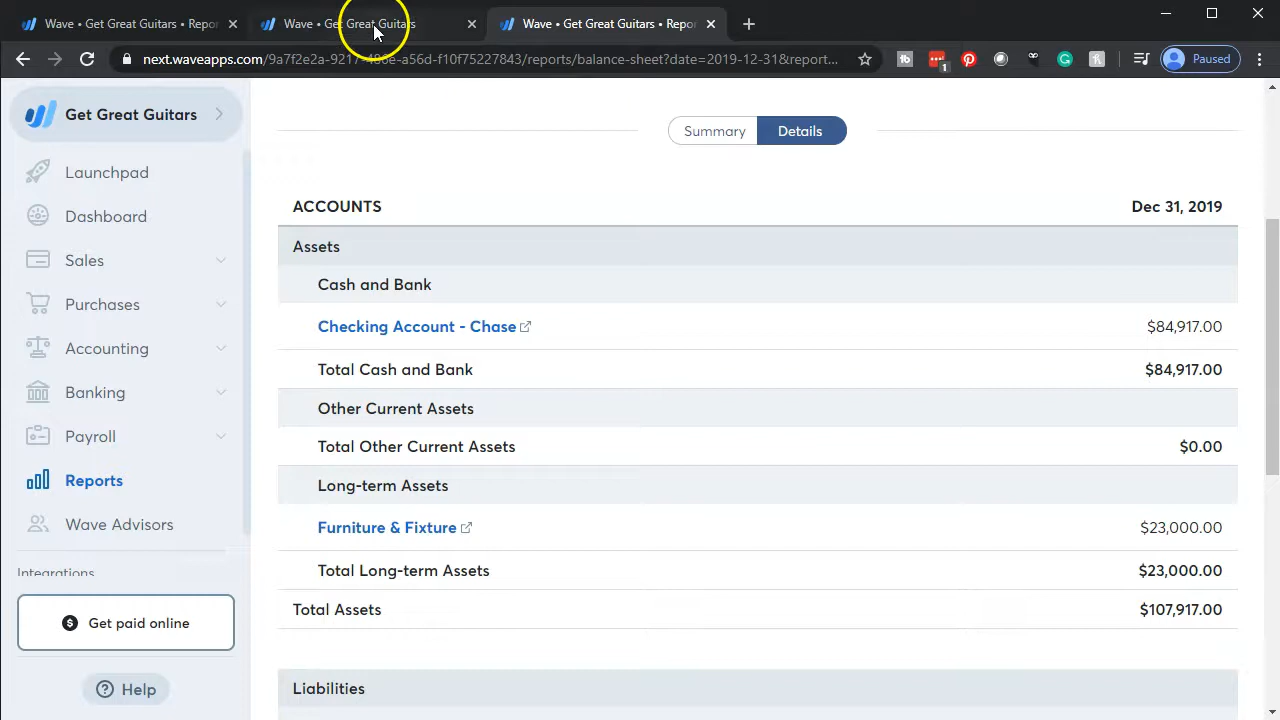 Wave • Get Great Guitars • Repor
Wave • Get Great Guitars
Wave • Get Great Guitars • Repor
next.waveapps.com/9a7f2e2a-9217-496e-a56d-f10f75227843/reports/balance-sheet?date=2019-12-31&report...
1
Paused
Get Great Guitars
Launchpad
Dashboard
Sales
Purchases
Accounting
Banking
Payroll
Reports
Wave Advisors
Integrations
Get paid online
Help
Summary
Details
ACCOUNTS Dec 31, 2019
Assets
Cash and Bank
Checking Account - Chase $84,917.00
Total Cash and Bank $84,917.00
Other Current Assets
Total Other Current Assets $0.00
Long-term Assets
Furniture & Fixture $23,000.00
Total Long-term Assets $23,000.00
Total Assets $107,917.00
Liabilities